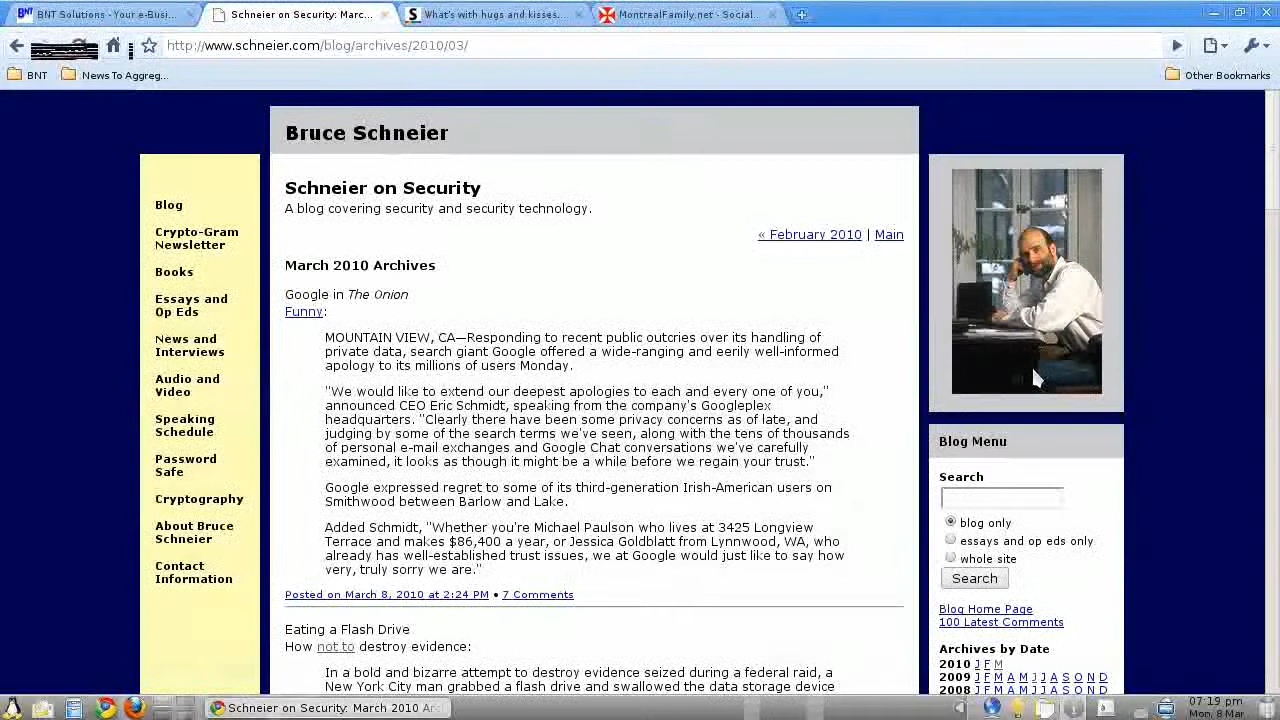 BNT Solutions - Your e-Busi...
Schneier on Security: Marc...
What's with hugs and kisses...
MontrealFamily.net - Social
http://www.schneier.com/blog/archives/2010/03/
BNT
News To Aggreg...
Other Bookmarks
Bruce Schneier
Blog
Crypto-Gram
Newsletter
Books
Essays and
Op Eds
News and
Interviews
Audio and
Video
Speaking
Schedule
Password
Safe
Cryptography
About Bruce
Schneier
Contact
Information
Schneier on Security
A blog covering security and security technology.
« February 2010 | Main
March 2010 Archives
Google in The Onion
Funny:
MOUNTAIN VIEW, CA—Responding to recent public outcries over its handling of
private data, search giant Google offered a wide-ranging and eerily well-informed
apology to its millions of users Monday.
"We would like to extend our deepest apologies to each and every one of you,"
announced CEO Eric Schmidt, speaking from the company's Googleplex
headquarters. "Clearly there have been some privacy concerns as of late, and
judging by some of the search terms we've seen, along with the tens of thousands
of personal e-mail exchanges and Google Chat conversations we've carefully
examined, it looks as though it might be a while before we regain your trust."
Google expressed regret to some of its third-generation Irish-American users on
Smithwood between Barlow and Lake.
Added Schmidt, "Whether you're Michael Paulson who lives at 3425 Longview
Terrace and makes $86,400 a year, or Jessica Goldblatt from Lynnwood, WA, who
already has well-established trust issues, we at Google would just like to say how
very, truly sorry we are."
Posted on March 8, 2010 at 2:24 PM • 7 Comments
Eating a Flash Drive
How not to destroy evidence:
In a bold and bizarre attempt to destroy evidence seized during a federal raid, a
New York City man grabbed a flash drive and swallowed the data storage device
Blog Menu
Search
blog only
essays and op eds only
whole site
Search
Blog Home Page
100 Latest Comments
Archives by Date
2010 J F M
2009 J F M A M J J A S O N D
2008 J F M A M J J A S O N D
Schneier on Security: March 2010 Ar
07:19 pm
Mon, 8 Mar